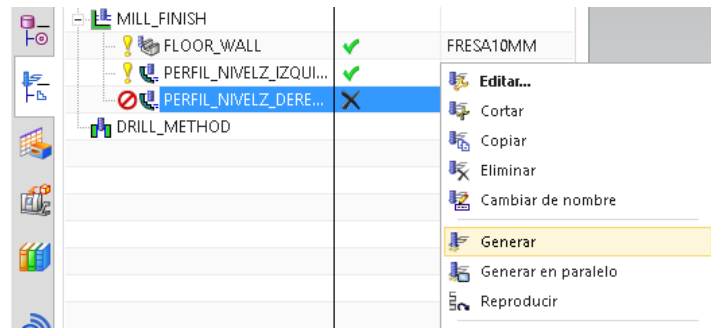 MILL_FINISH
FLOOR_WALL FRESA10MM
PERFIL_NIVELZ_IZQUI...
PERFIL_NIVELZ_DERE...
DRILL_METHOD
Editar...
Cortar
Copiar
Eliminar
Cambiar de nombre
Generar
Generar en paralelo
Reproducir